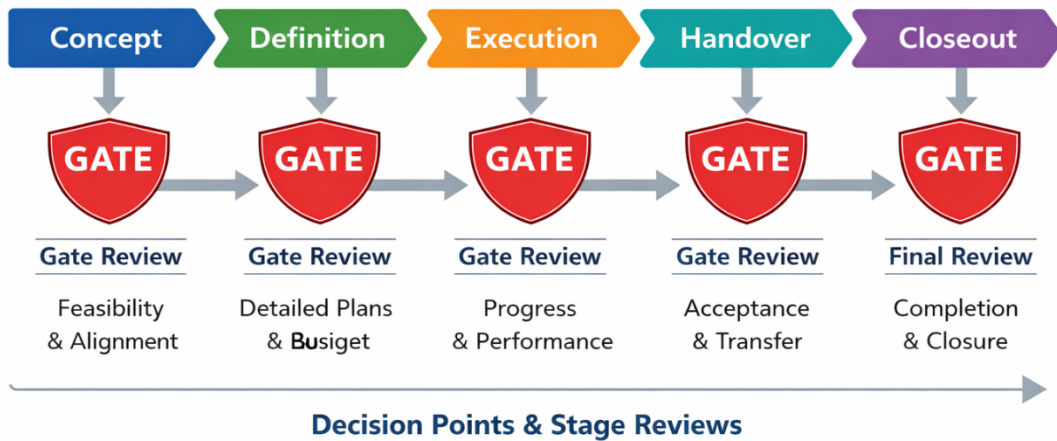 Concept
Definition
Execution
Handover
Closeout
GATE
GATE
GATE
GATE
GATE
Gate Review
Gate Review
Gate Review
Gate Review
Final Review
Feasibility
& Alignment
Detailed Plans
& Busiget
Progress
& Performance
Acceptance
& Transfer
Completion
& Closure
Decision Points & Stage Reviews